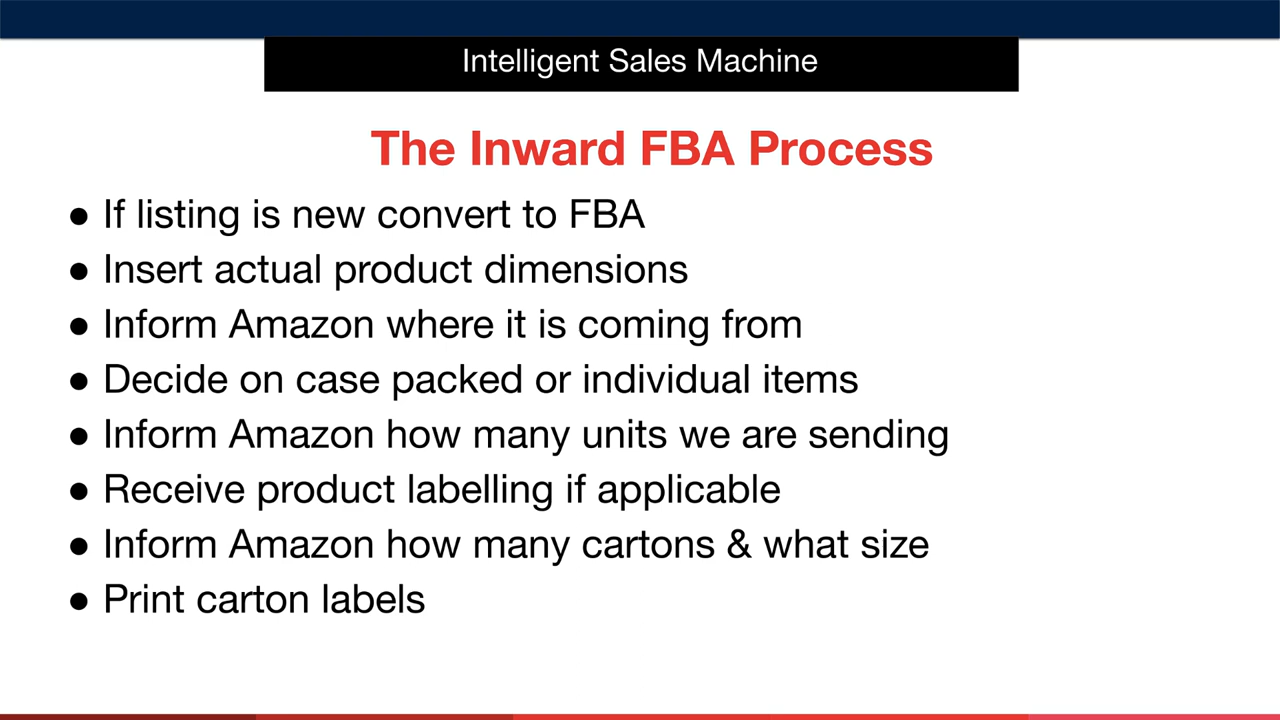 Intelligent Sales Machine
The Inward FBA Process
● If listing is new convert to FBA
● Insert actual product dimensions
● Inform Amazon where it is coming from
● Decide on case packed or individual items
● Inform Amazon how many units we are sending
● Receive product labelling if applicable
● Inform Amazon how many cartons & what size
● Print carton labels